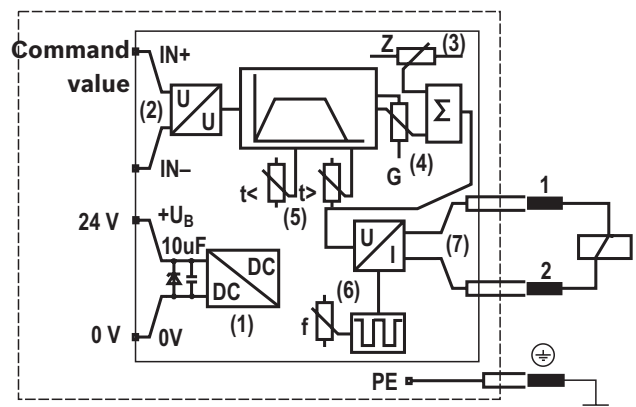 Command
value
IN+
(2)
U
U
IN–
Z
(3)
Σ
(4)
G
t<
t>
(5)
24 V
+UB
10uF
DC
DC
(1)
0 V
0V
U
I
(6)
f
(7)
1
2
PE